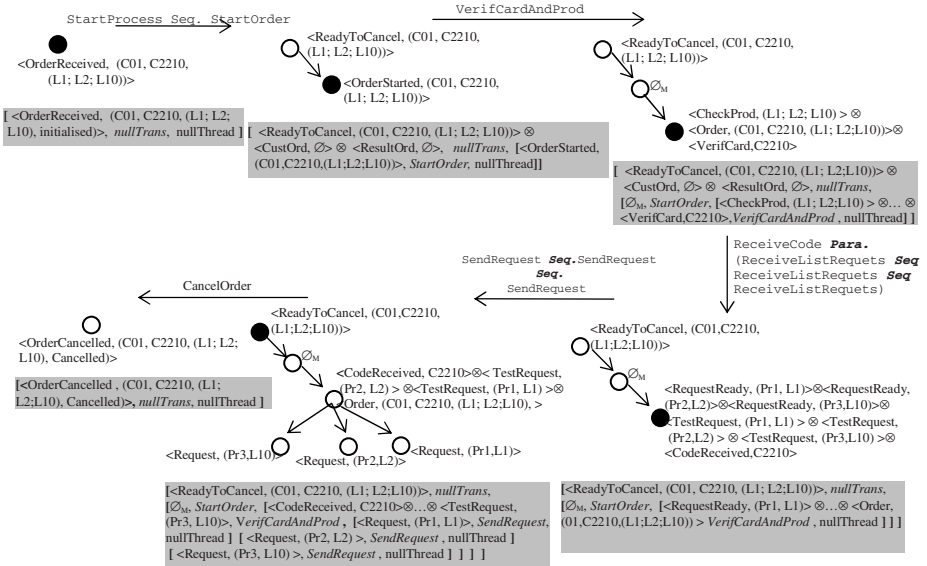 StartProcess Seq. StartOrder
<OrderReceived, (C01, C2210,
(L1; L2; L10))>
[ <OrderReceived, (C01, C2210, (L1; L2;
L10), initialised)>, nullTrans, nullThread ]
<ReadyToCancel, (C01, C2210,
(L1; L2; L10))>
<OrderStarted, (C01, C2210,
(L1; L2; L10))>
[ <ReadyToCancel, (C01, C2210, (L1; L2; L10))> ⊗
<CustOrd, ∅> ⊗ <ResultOrd, ∅>, nullTrans, [<OrderStarted,
(C01,C2210,(L1;L2;L10))>, StartOrder, nullThread]]
VerifCardAndProd
<ReadyToCancel, (C01, C2210,
(L1; L2; L10))>
∅M
<CheckProd, (L1; L2; L10) > ⊗
<Order, (C01, C2210, (L1; L2;L10))>⊗
<VerifCard,C2210>
[ <ReadyToCancel, (C01, C2210, (L1; L2;L10))> ⊗
<CustOrd, ∅> ⊗ <ResultOrd, ∅>, nullTrans,
[∅M, StartOrder, [<CheckProd, (L1; L2;L10) > ⊗… ⊗
<VerifCard,C2210>,VerifCardAndProd , nullThread] ]
ReceiveCode Para.
(ReceiveListRequets Seq
ReceiveListRequets Seq
ReceiveListRequets)
<ReadyToCancel, (C01,C2210,
(L1;L2;L10))>
∅M
<RequestReady, (Pr1, L1)>⊗<RequestReady,
(Pr2,L2)>⊗<RequestReady, (Pr3,L10)>⊗
<TestRequest, (Pr1, L1) > ⊗ <TestRequest,
(Pr2,L2) > ⊗ <TestRequest, (Pr3, L10) >⊗
<CodeReceived,C2210>
[<ReadyToCancel, (C01, C2210, (L1; L2;L10))>, nullTrans,
[∅M, StartOrder, [<RequestReady, (Pr1, L1)> ⊗…⊗ <Order,
(01,C2210,(L1;L2;L10)) > VerifCardAndProd , nullThread ] ] ]
SendRequest Seq.SendRequest
Seq.
SendRequest
<ReadyToCancel, (C01,C2210,
(L1;L2;L10))>
∅M
<CodeReceived, C2210>⊗< TestRequest,
(Pr2, L2) > ⊗<TestRequest, (Pr1, L1) >⊗
<Order, (C01, C2210, (L1; L2;L10), >
<Request, (Pr3,L10)>
<Request, (Pr2,L2)>
<Request, (Pr1,L1)>
[<ReadyToCancel, (C01, C2210, (L1; L2;L10))>, nullTrans,
[∅M, StartOrder, [<CodeReceived, C2210>⊗…⊗ <TestRequest,
(Pr3, L10)>, VerifCardAndProd , [<Request, (Pr1, L1)>, SendRequest,
nullThread ] [ <Request, (Pr2, L2) >, SendRequest , nullThread ]
[ <Request, (Pr3, L10) >, SendRequest , nullThread ] ] ] ]
CancelOrder
<OrderCancelled, (C01, C2210, (L1; L2;
L10), Cancelled)>
[<OrderCancelled , (C01, C2210, (L1;
L2;L10), Cancelled)>, nullTrans, nullThread ]